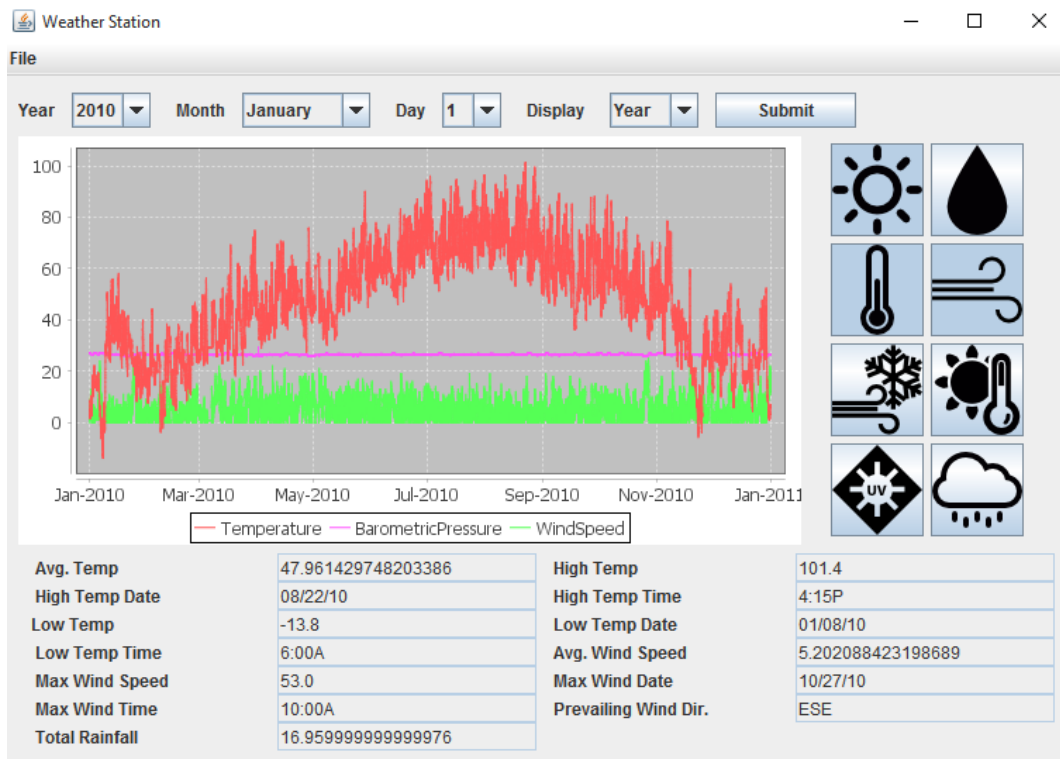 Weather Station
File
Year 2010 Month January Day 1 Display Year Submit
100
80
60
40
20
0
Jan-2010 Mar-2010 May-2010 Jul-2010 Sep-2010 Nov-2010 Jan-2011
Temperature BarometricPressure WindSpeed
UV
Avg. Temp 47.961429748203386 High Temp 101.4
High Temp Date 08/22/10 High Temp Time 4:15P
Low Temp -13.8 Low Temp Date 01/08/10
Low Temp Time 6:00A Avg. Wind Speed 5.202088423198689
Max Wind Speed 53.0 Max Wind Date 10/27/10
Max Wind Time 10:00A Prevailing Wind Dir. ESE
Total Rainfall 16.959999999999976